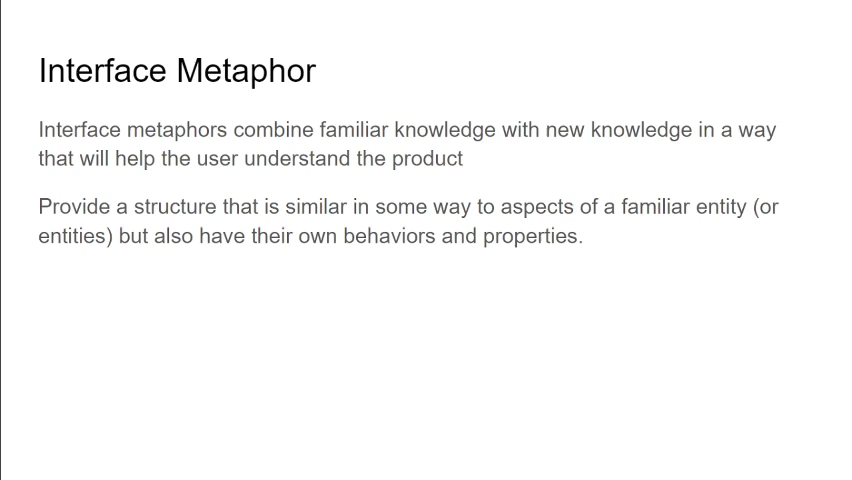 Interface Metaphor
Interface metaphors combine familiar knowledge with new knowledge in a way
that will help the user understand the product
Provide a structure that is similar in some way to aspects of a familiar entity (or
entities) but also have their own behaviors and properties.